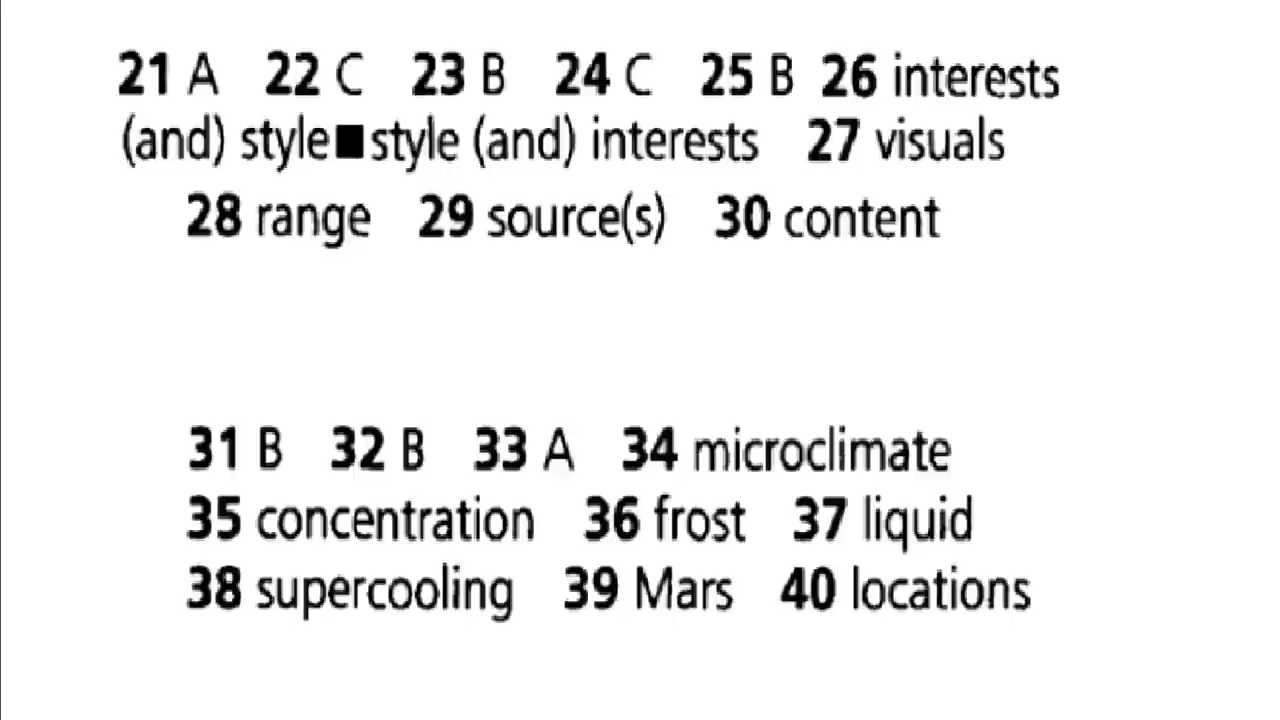 21 A 22 C 23 B 24 C 25 B 26 interests
(and) style■style (and) interests 27 visuals
28 range 29 source(s) 30 content
31 B 32 B 33 A 34 microclimate
35 concentration 36 frost 37 liquid
38 supercooling 39 Mars 40 locations